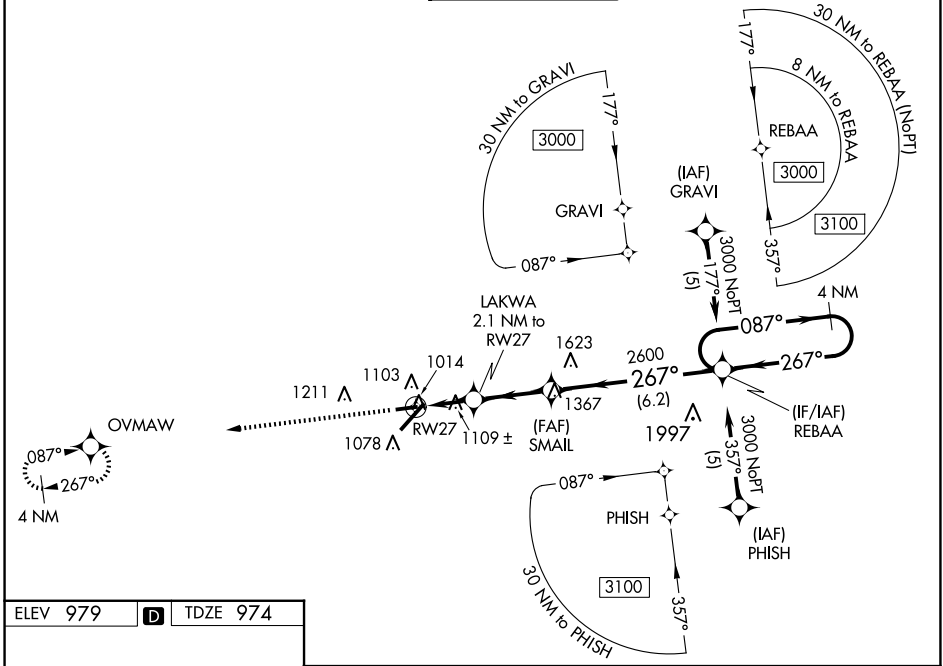 30 NM to REBAA (NoPT)
177°
8 NM to REBAA
REBAA
3000
3100
357°
30 NM to GRAVI
177°
3000
GRAVI
087°
(IAF)
GRAVI
3000 NoPT
177°
(5)
4 NM
087°
267°
LAKWA
2.1 NM to
RW27
1623
2600
267°
(6.2)
1367
(FAF)
SMAIL
1014
1103
1211
1078
RW27
1109 ±
1997
(IF/IAF)
REBAA
3000 NoPT
357°
(5)
(IAF)
PHISH
OVMAW
087°
267°
4 NM
087°
PHISH
3100
357°
30 NM to PHISH
ELEV 979 D TDZE 974